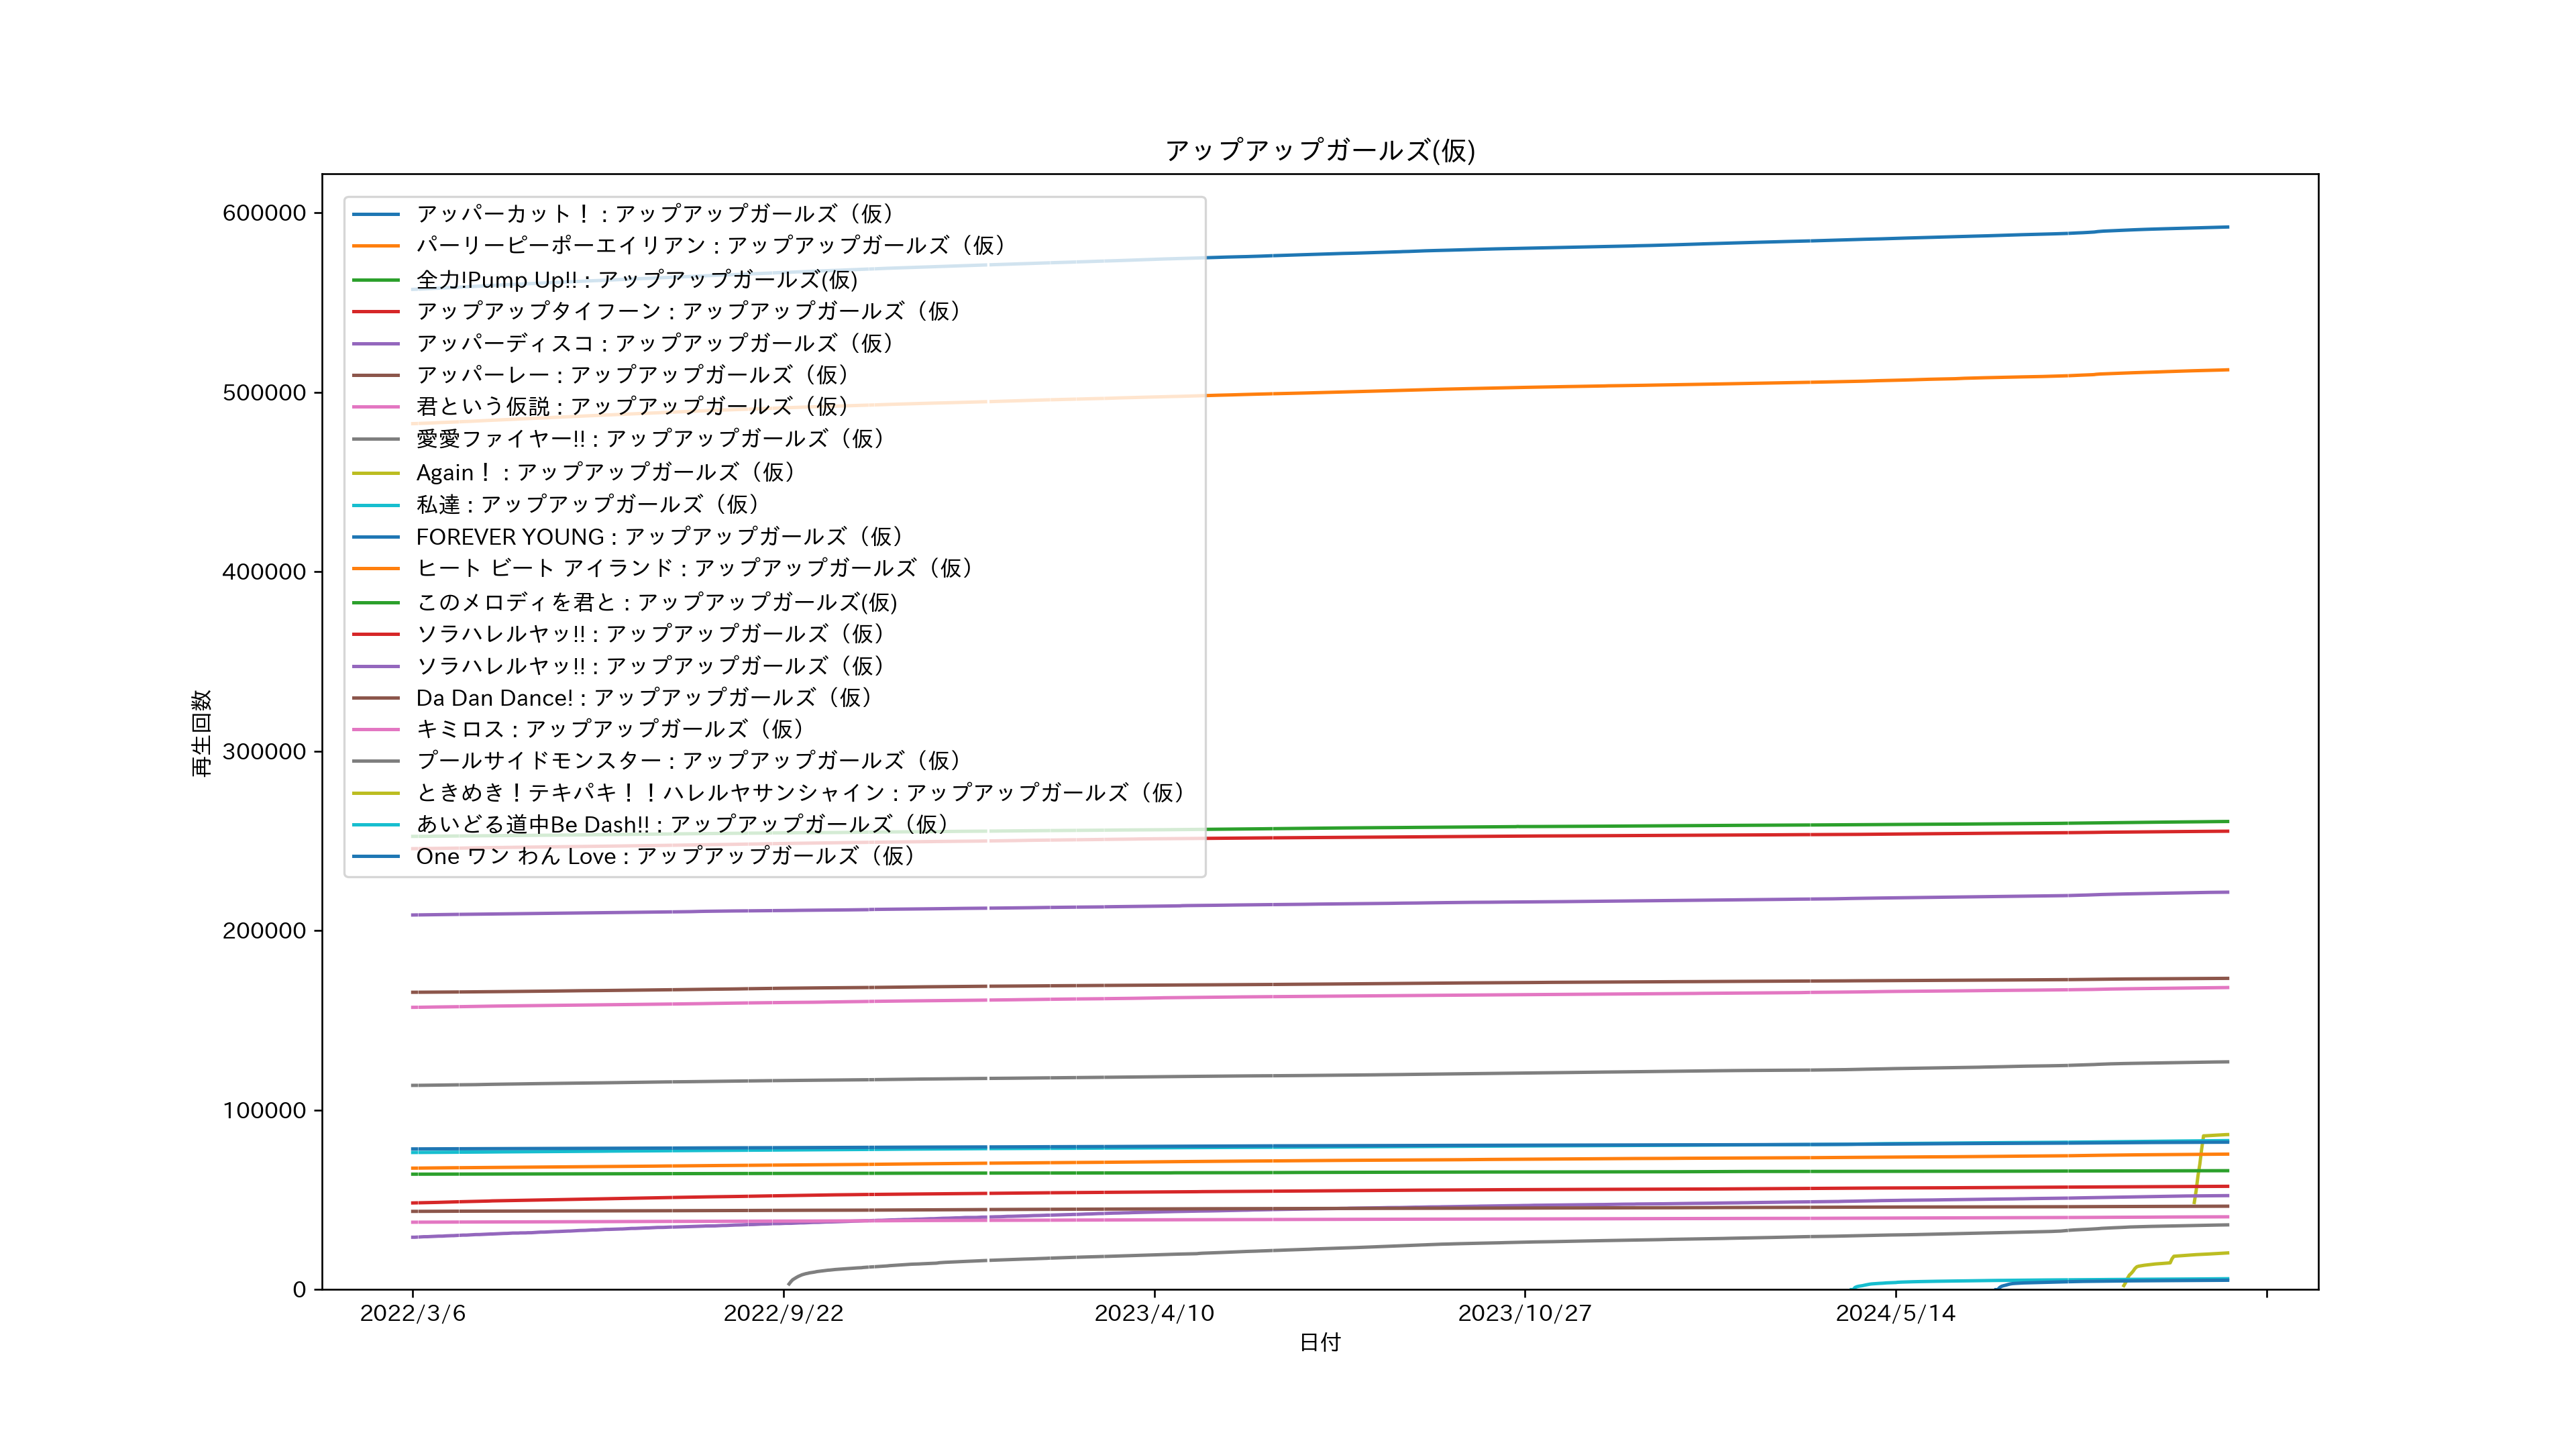 アップアップガールズ(仮)
600000
500000
400000
300000
200000
100000
0
再生回数
アッパーカット！ : アップアップガールズ（仮）
パーリーピーポーエイリアン : アップアップガールズ（仮）
全力!Pump Up!! : アップアップガールズ(仮)
アップアップタイフーン : アップアップガールズ（仮）
アッパーディスコ : アップアップガールズ（仮）
アッパーレー : アップアップガールズ（仮）
君という仮説 : アップアップガールズ（仮）
愛愛ファイヤー!! : アップアップガールズ（仮）
Again！ : アップアップガールズ（仮）
私達 : アップアップガールズ（仮）
FOREVER YOUNG : アップアップガールズ（仮）
ヒート ビート アイランド : アップアップガールズ（仮）
このメロディを君と : アップアップガールズ(仮)
ソラハレルヤッ!! : アップアップガールズ（仮）
ソラハレルヤッ!! : アップアップガールズ（仮）
Da Dan Dance! : アップアップガールズ（仮）
キミロス : アップアップガールズ（仮）
プールサイドモンスター : アップアップガールズ（仮）
ときめき！テキパキ！！ハレルヤサンシャイン : アップアップガールズ（仮）
あいどる道中Be Dash!! : アップアップガールズ（仮）
One ワン わん Love : アップアップガールズ（仮）
2022/3/6
2022/9/22
2023/4/10
2023/10/27
2024/5/14
日付